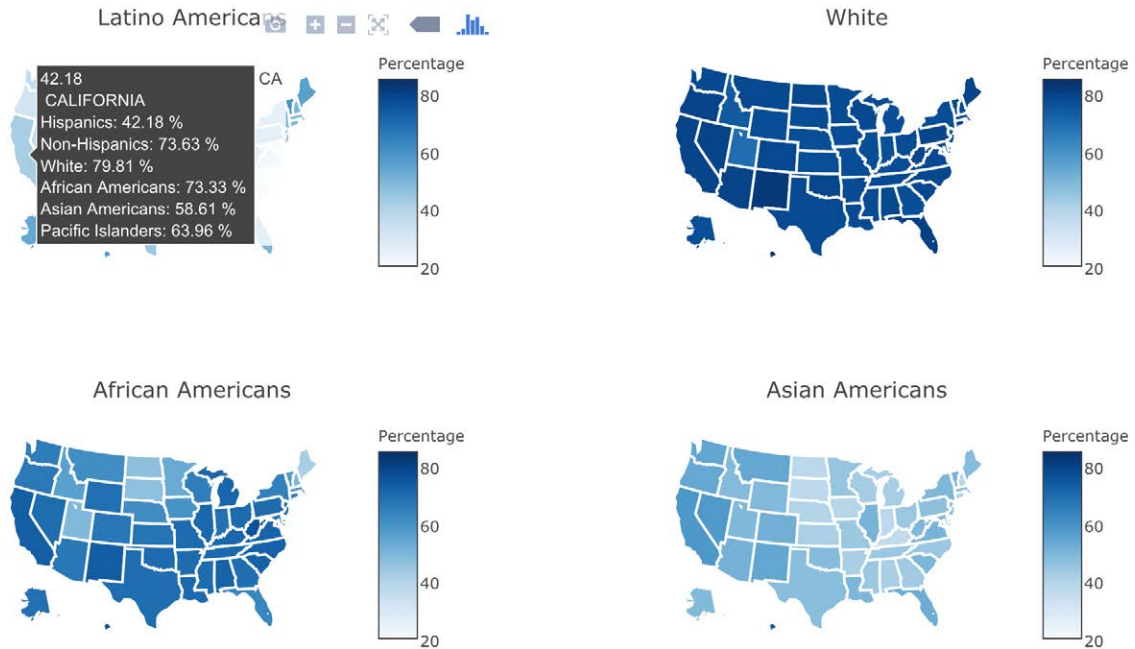 Latino Americans
White
42.18
CALIFORNIA
Hispanics: 42.18 %
Non-Hispanics: 73.63 %
White: 79.81 %
African Americans: 73.33 %
Asian Americans: 58.61 %
Pacific Islanders: 63.96 %
CA
Percentage
80
60
40
20
Percentage
80
60
40
20
African Americans
Asian Americans
Percentage
80
60
40
20
Percentage
80
60
40
20